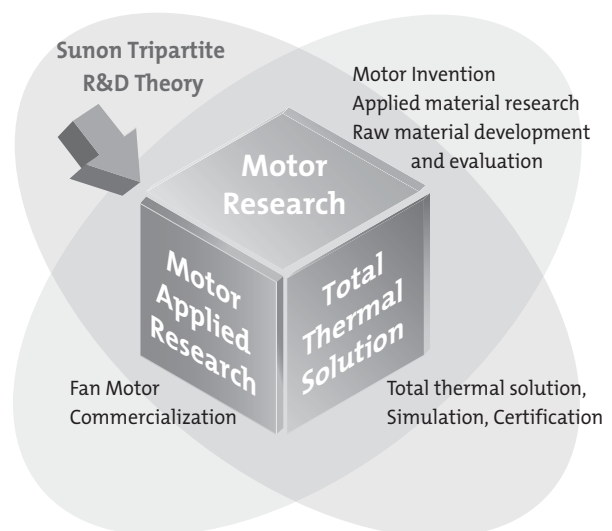 Sunon Tripartite
R&D Theory
Motor Invention
Applied material research
Raw material development
and evaluation
Motor
Research
Motor
Applied
Research
Total
Thermal
Solution
Fan Motor
Commercialization
Total thermal solution,
Simulation, Certification